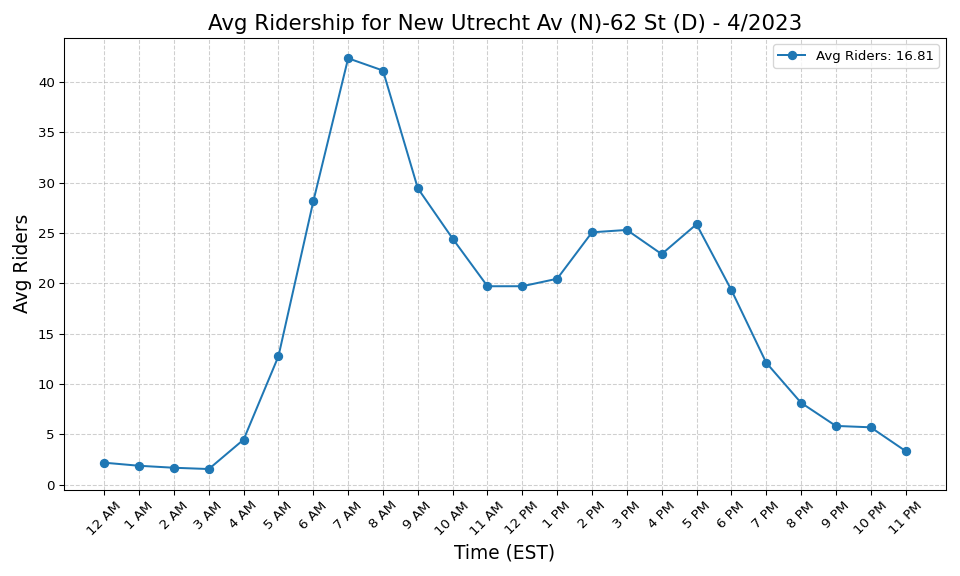 Avg Ridership for New Utrecht Av (N)-62 St (D) - 4/2023
Avg Riders: 16.81
Avg Riders
40
35
30
25
20
15
10
5
0
12 AM
1 AM
2 AM
3 AM
4 AM
5 AM
6 AM
7 AM
8 AM
9 AM
10 AM
11 AM
12 PM
1 PM
2 PM
3 PM
4 PM
5 PM
6 PM
7 PM
8 PM
9 PM
10 PM
11 PM
Time (EST)